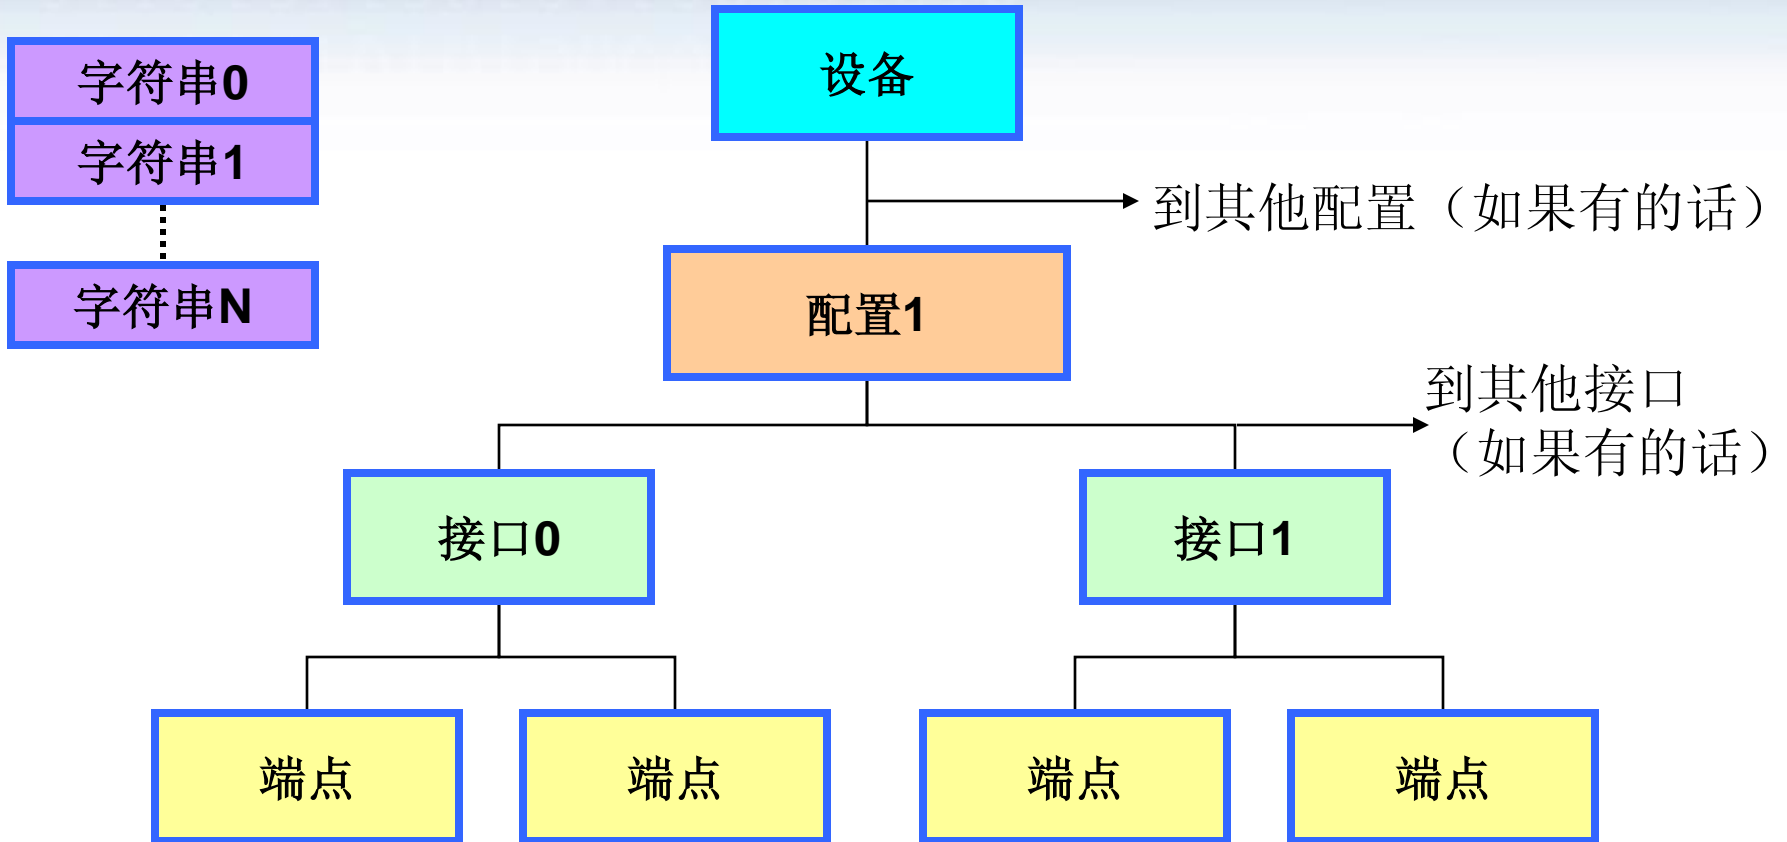 设备
字符串0
字符串1
到其他配置（如果有的话）
字符串N
配置1
到其他接口
（如果有的话）
接口0
接口1
端点
端点
端点
端点